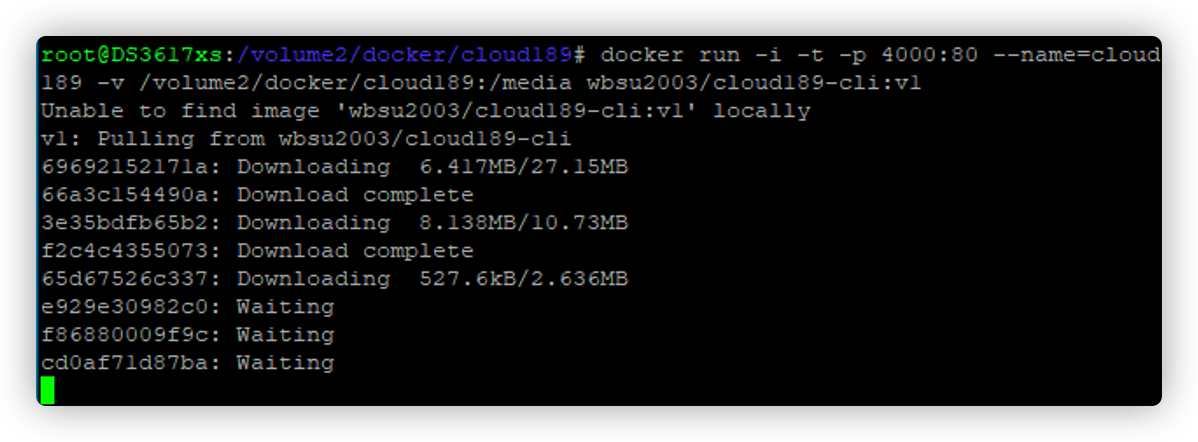 root@DS3617xs:/volume2/docker/cloud189# docker run -i -t -p 4000:80 --name=cloud
189 -v /volume2/docker/cloud189:/media wbsu2003/cloud189-cli:v1
Unable to find image 'wbsu2003/cloud189-cli:v1' locally
v1: Pulling from wbsu2003/cloud189-cli
69692152171a: Downloading  6.417MB/27.15MB
66a3c154490a: Download complete
3e35bdfb65b2: Downloading  8.138MB/10.73MB
f2c4c4355073: Download complete
65d67526c337: Downloading  527.6kB/2.636MB
e929e30982c0: Waiting
f86880009f9c: Waiting
cd0af71d87ba: Waiting